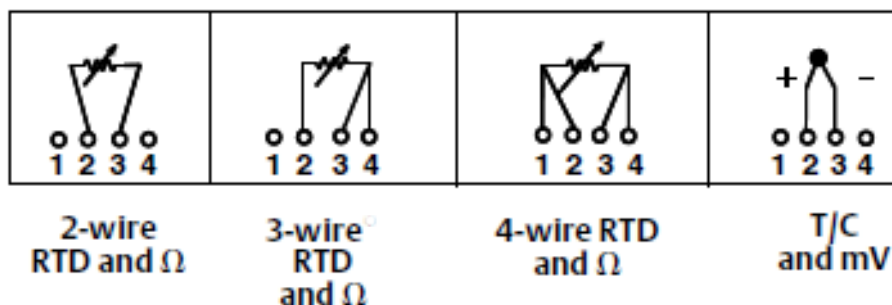 + −
1 2 3 4
1 2 3 4
1 2 3 4
1 2 3 4
2-wire
RTD and Ω
3-wire
RTD
and Ω
4-wire RTD
and Ω
T/C
and mV